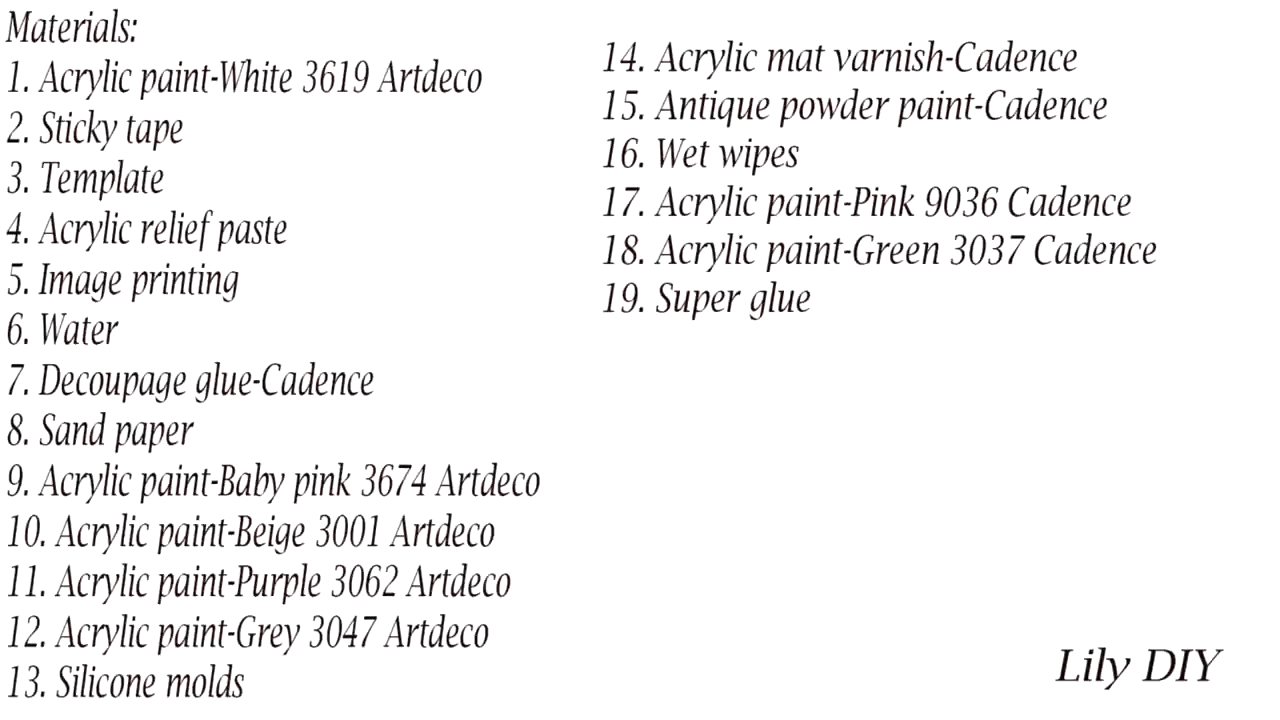 Materials:
1. Acrylic paint-White 3619 Artdeco
2. Sticky tape
3. Template
4. Acrylic relief paste
5. Image printing
6. Water
7. Decoupage glue-Cadence
8. Sand paper
9. Acrylic paint-Baby pink 3674 Artdeco
10. Acrylic paint-Beige 3001 Artdeco
11. Acrylic paint-Purple 3062 Artdeco
12. Acrylic paint-Grey 3047 Artdeco
13. Silicone molds
14. Acrylic mat varnish-Cadence
15. Antique powder paint-Cadence
16. Wet wipes
17. Acrylic paint-Pink 9036 Cadence
18. Acrylic paint-Green 3037 Cadence
19. Super glue
Lily DIY